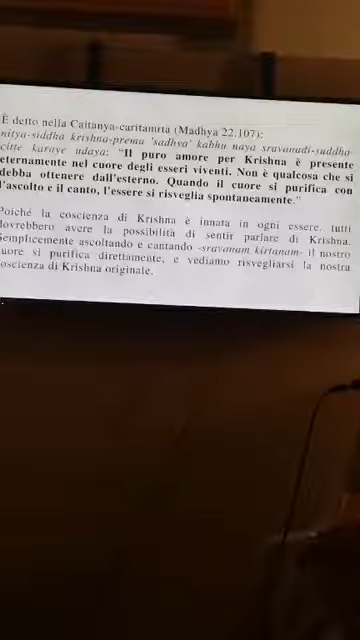 È detto nella Caitanya-caritamrta (Madhya 22.107):
nitya-siddha krishna-prema 'sadhya' kabhu naya sravanadi-suddha-
citte karaye udaya: "Il puro amore per Krishna è presente
eternamente nel cuore degli esseri viventi. Non è qualcosa che si
debba ottenere dall'esterno. Quando il cuore si purifica con
l'ascolto e il canto, l'essere si risveglia spontaneamente."
Poiché la coscienza di Krishna è innata in ogni essere, tutti
dovrebbero avere la possibilità di sentir parlare di Krishna.
Semplicemente ascoltando e cantando -sravanam kirtanam- il nostro
cuore si purifica direttamente, e vediamo risvegliarsi la nostra
coscienza di Krishna originale.